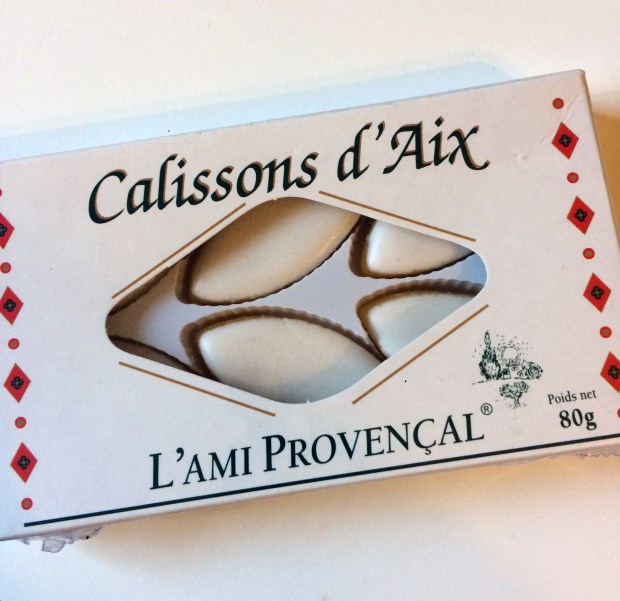 Calissons d'Aix
L'AMI PROVENÇAL®
Poids net
80g